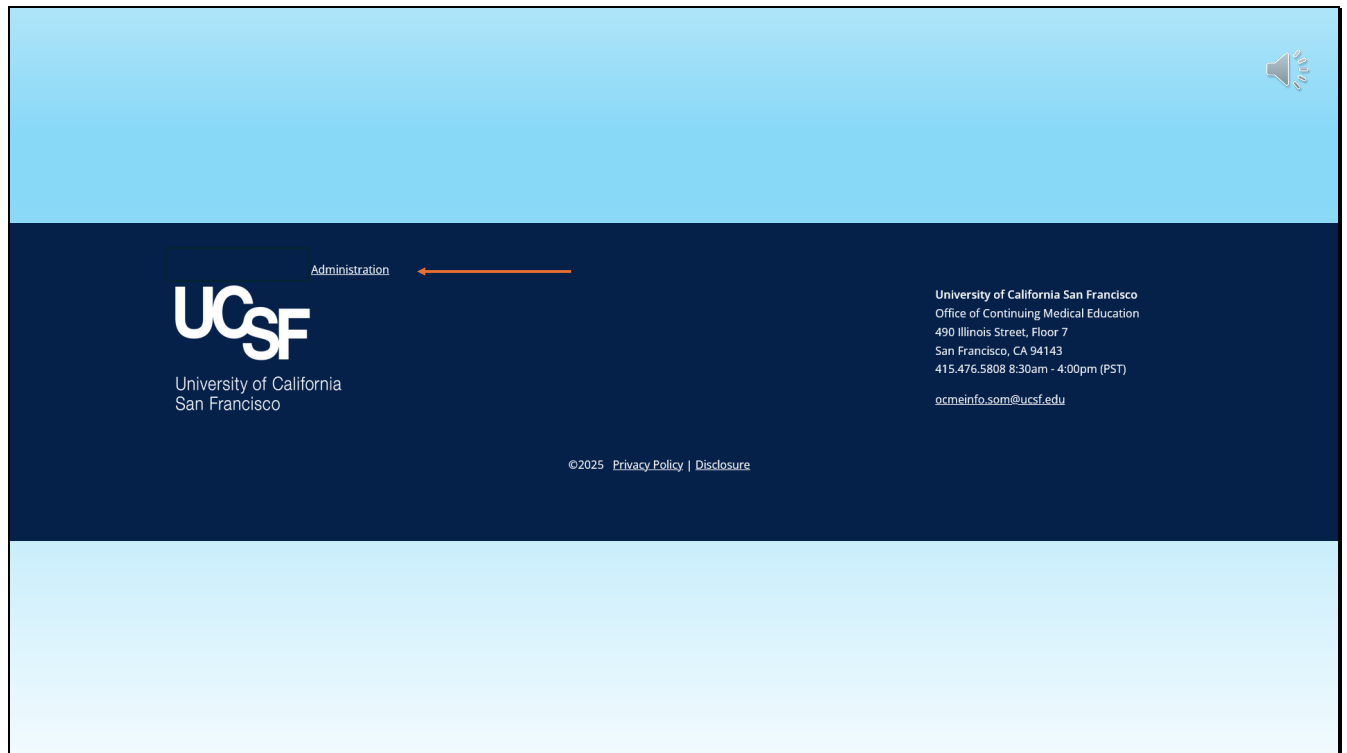 Administration
UCSF
University of California
San Francisco
University of California San Francisco
Office of Continuing Medical Education
490 Illinois Street, Floor 7
San Francisco, CA 94143
415.476.5808 8:30am - 4:00pm (PST)
ocmeinfo.som@ucsf.edu
©2025 Privacy Policy | Disclosure